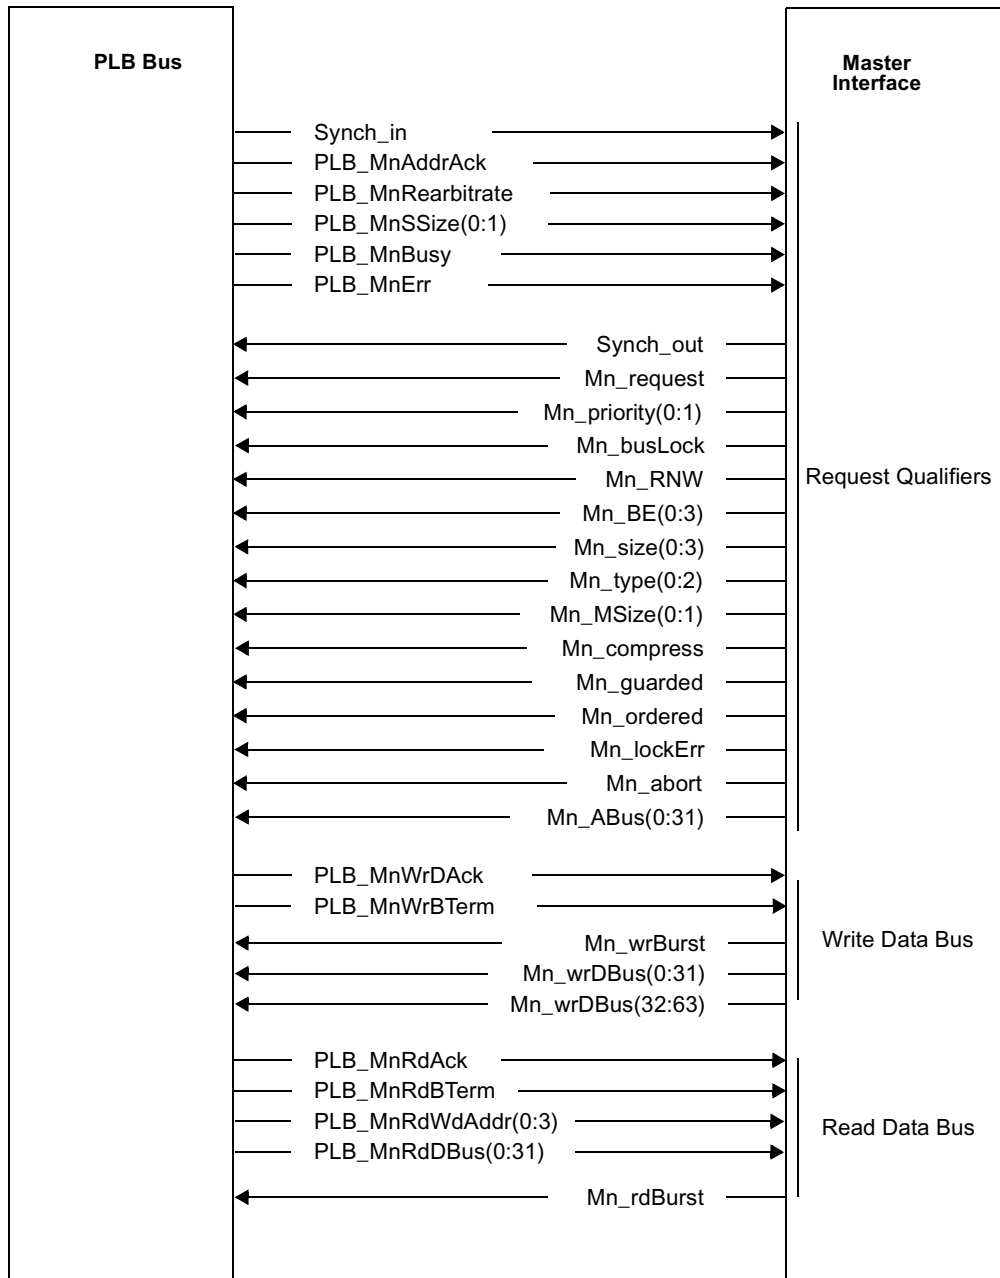 PLB Bus
Master
Interface
Synch_in
PLB_MnAddrAck
PLB_MnRearbitrate
PLB_MnSSize(0:1)
PLB_MnBusy
PLB_MnErr
Synch_out
Mn_request
Mn_priority(0:1)
Mn_busLock
Mn_RNW
Request Qualifiers
Mn_BE(0:3)
Mn_size(0:3)
Mn_type(0:2)
Mn_MSize(0:1)
Mn_compress
Mn_guarded
Mn_ordered
Mn_lockErr
Mn_abort
Mn_ABus(0:31)
PLB_MnWrDAck
PLB_MnWrBTerm
Mn_wrBurst
Write Data Bus
Mn_wrDBus(0:31)
Mn_wrDBus(32:63)
PLB_MnRdAck
PLB_MnRdBTerm
PLB_MnRdWdAddr(0:3)
Read Data Bus
PLB_MnRdDBus(0:31)
Mn_rdBurst